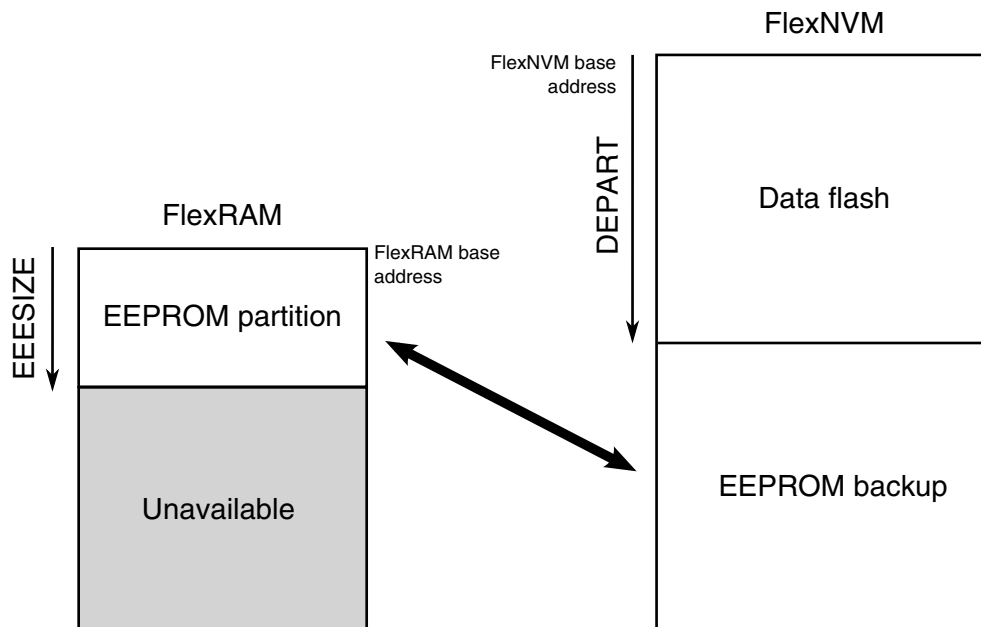 FlexNVM
FlexNVM base
address
DEPART
Data flash
FlexRAM
FlexRAM base
address
EEESIZE
EEPROM partition
Unavailable
EEPROM backup